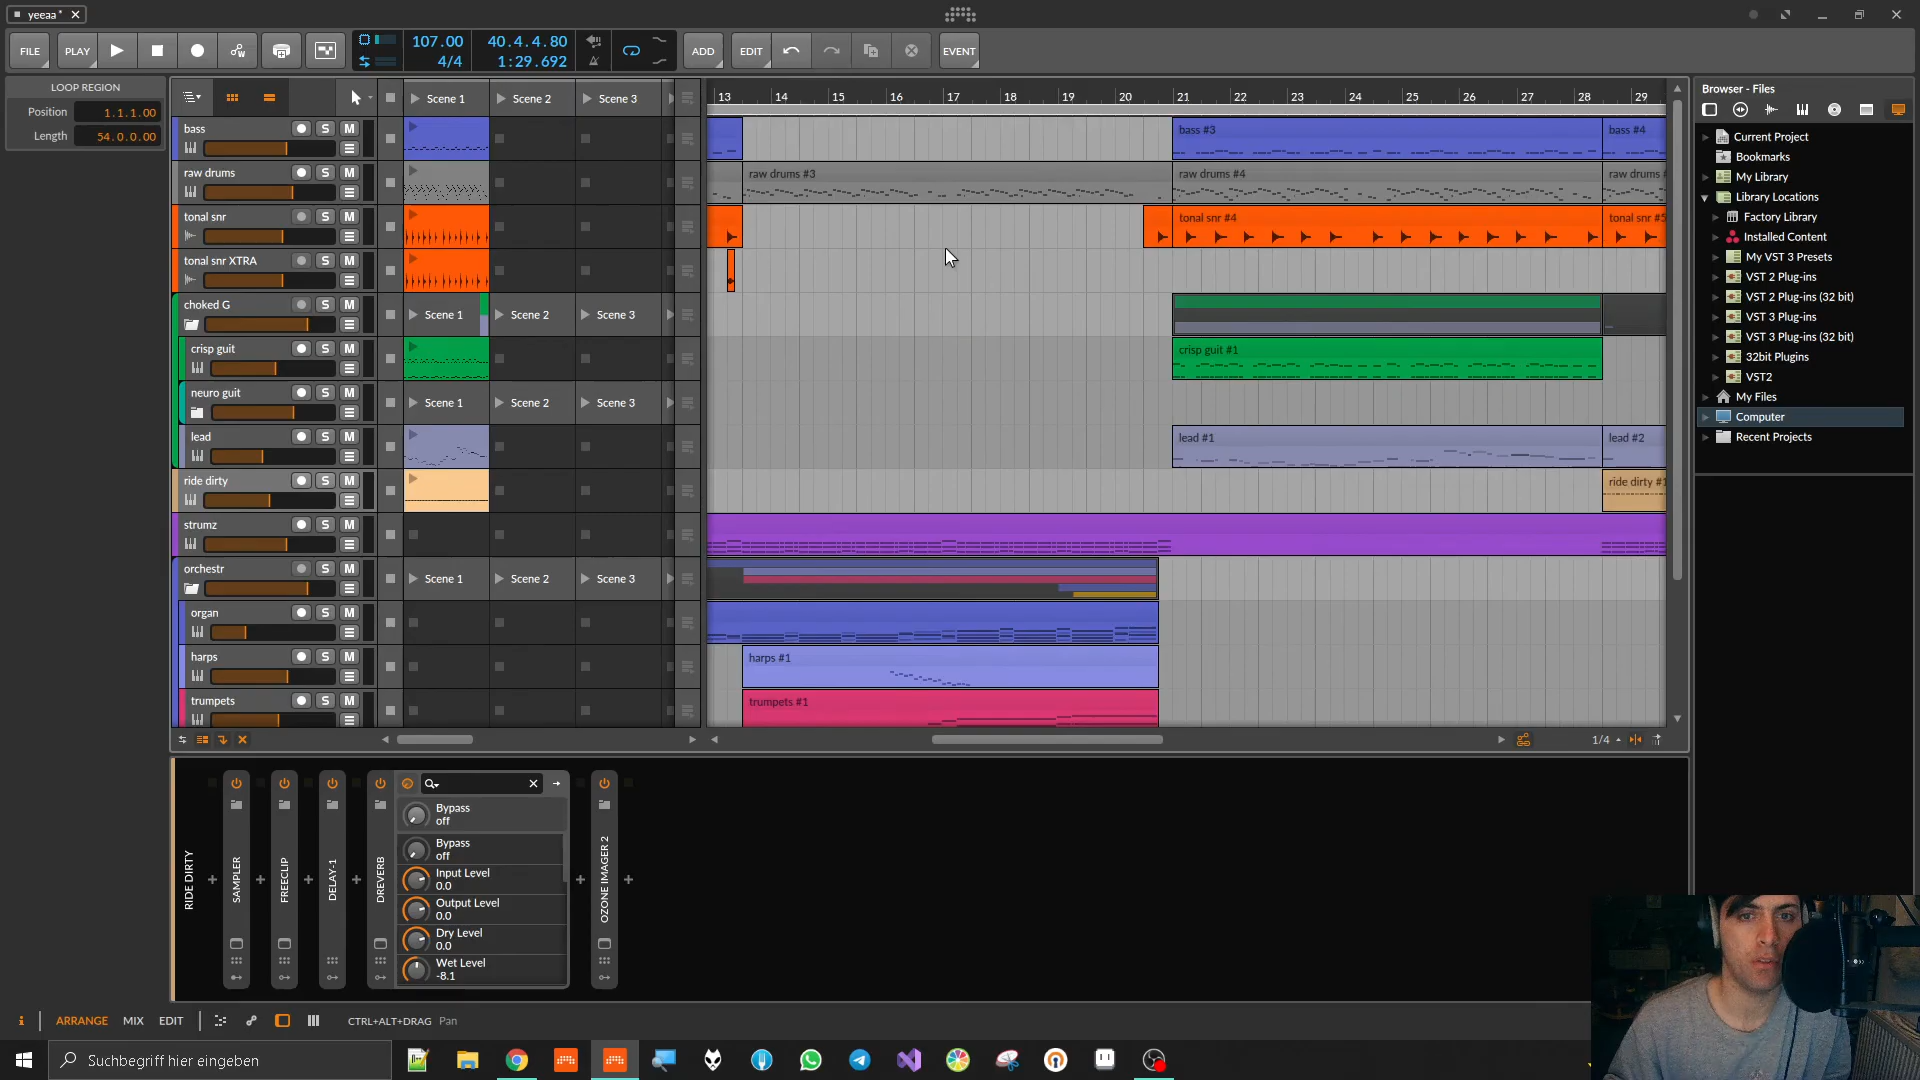 yeeaa*
FILE
PLAY
107.00
4/4
40.4.4.80
1:29.692
ADD
EDIT
EVENT
LOOP REGION
Position 1.1.1.00
Length 54.0.0.00
Scene 1
Scene 2
Scene 3
13 14 15 16 17 18 19 20 21 22 23 24 25 26 27 28 29
bass S M
bass #3
bass #4
raw drums S M
raw drums #3
raw drums #4
raw drums #
tonal snr S M
tonal snr #4
tonal snr #5
tonal snr XTRA S M
choked G S M
Scene 1
Scene 2
Scene 3
crisp guit S M
crisp guit #1
neuro guit S M
Scene 1
Scene 2
Scene 3
lead S M
lead #1
lead #2
ride dirty S M
ride dirty #1
strumz S M
orchestr S M
Scene 1
Scene 2
Scene 3
organ S M
harps S M
harps #1
trumpets S M
trumpets #1
1/4
Browser - Files
Current Project
Bookmarks
My Library
Library Locations
Factory Library
Installed Content
My VST 3 Presets
VST 2 Plug-ins
VST 2 Plug-ins (32 bit)
VST 3 Plug-ins
VST 3 Plug-ins (32 bit)
32bit Plugins
VST2
My Files
Computer
Recent Projects
RIDE DIRTY
SAMPLER
FREECLIP
DELAY-1
DREVERB
Bypass
off
Bypass
off
Input Level
0.0
Output Level
0.0
Dry Level
0.0
Wet Level
-8.1
OZONE IMAGER 2
i
ARRANGE
MIX
EDIT
CTRL+ALT+DRAG Pan
Suchbegriff hier eingeben